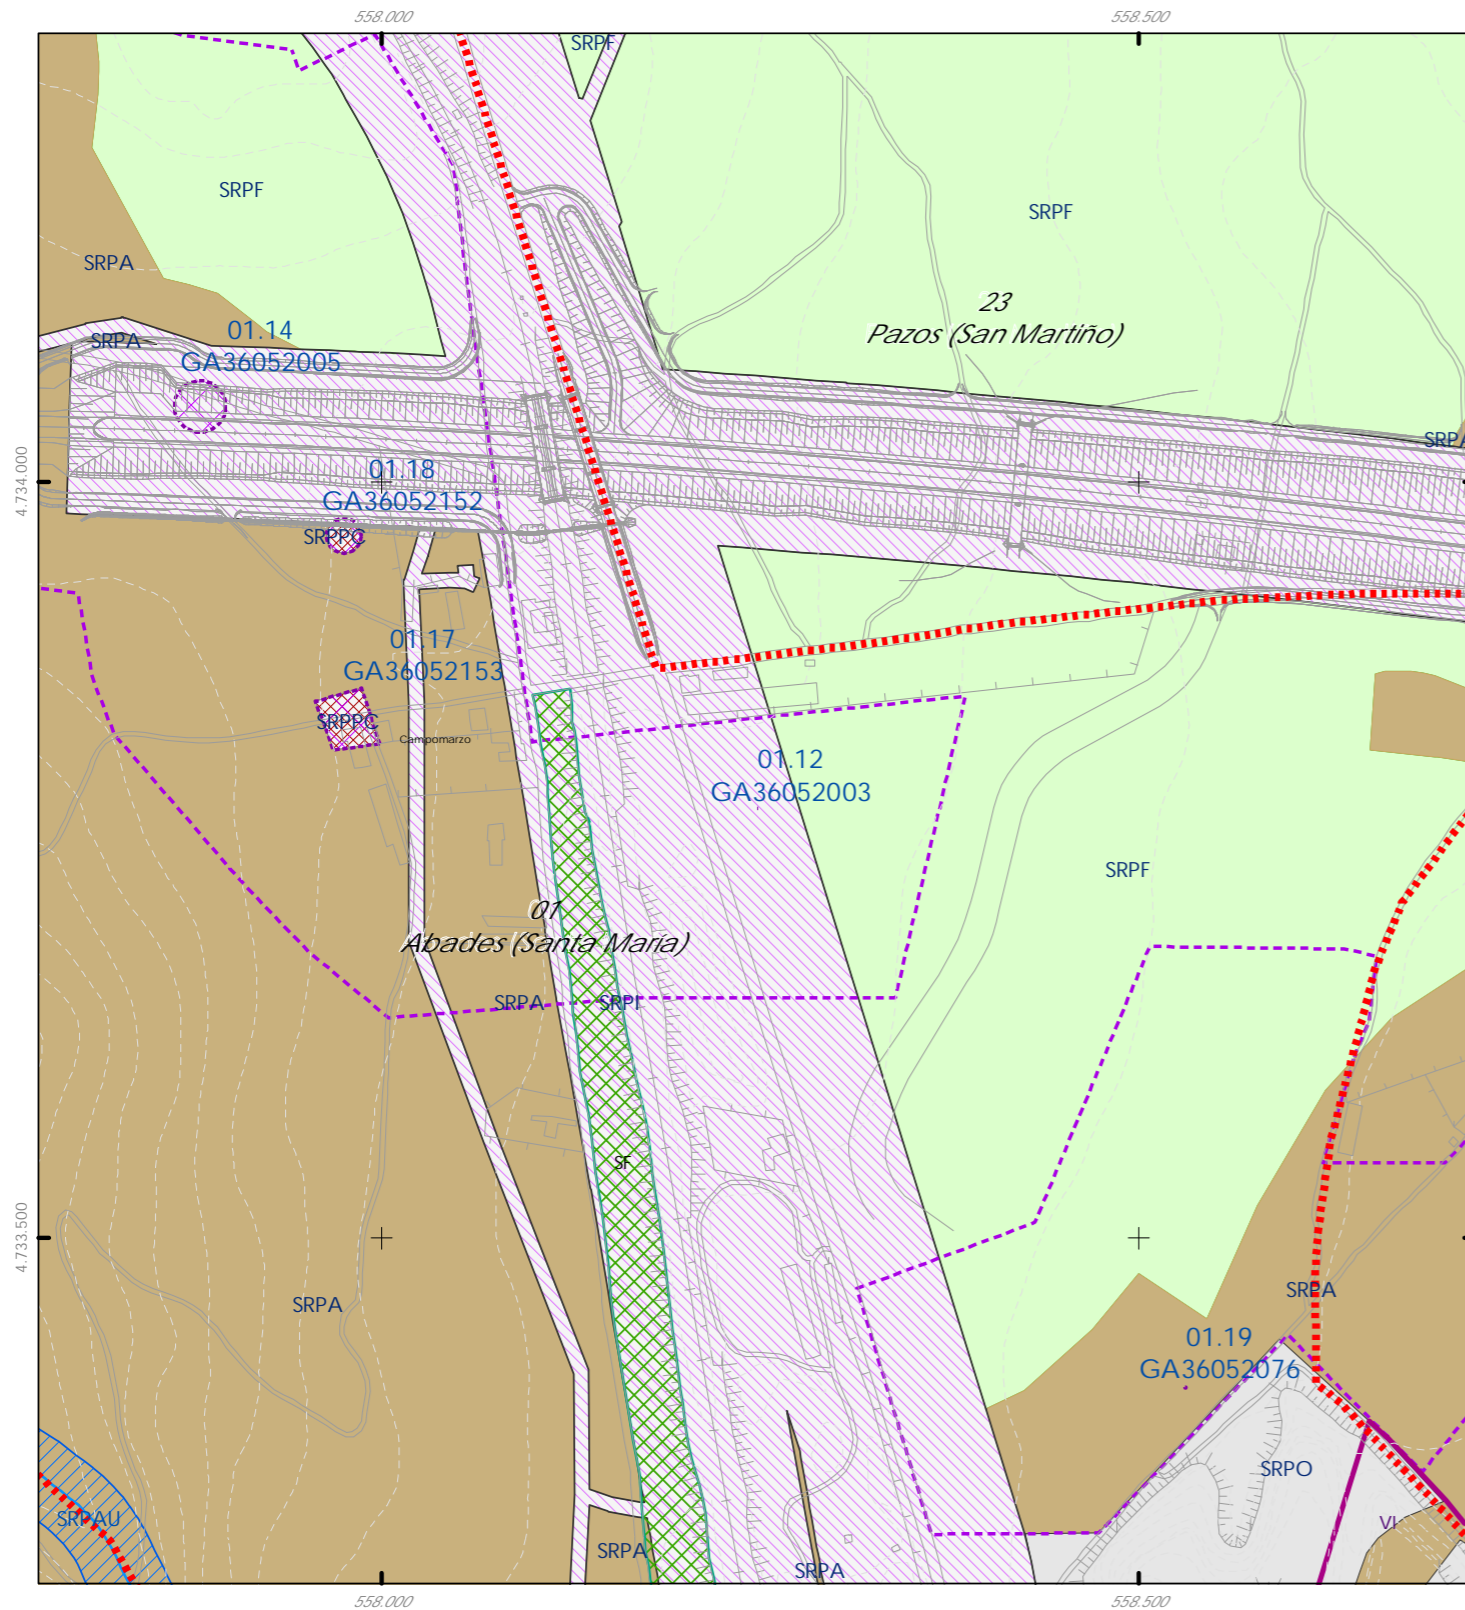 558.000
558.500
SRPF
SRPF
SRPF
SRPA
23
Pazos (San Martiño)
01.14
GA36052005
SRPA
SRPA
4.734.000
01.18
GA36052152
SRPPC
01.17
GA36052153
SRPPC
Campomarzo
01.12
GA36052003
SRPF
01
Abades (Santa María)
SRPA
SRPI
SF
4.733.500
SRPA
SRPA
01.19
GA36052076
SRPO
SRPAU
VI
SRPA
SRPA
558.000
558.500